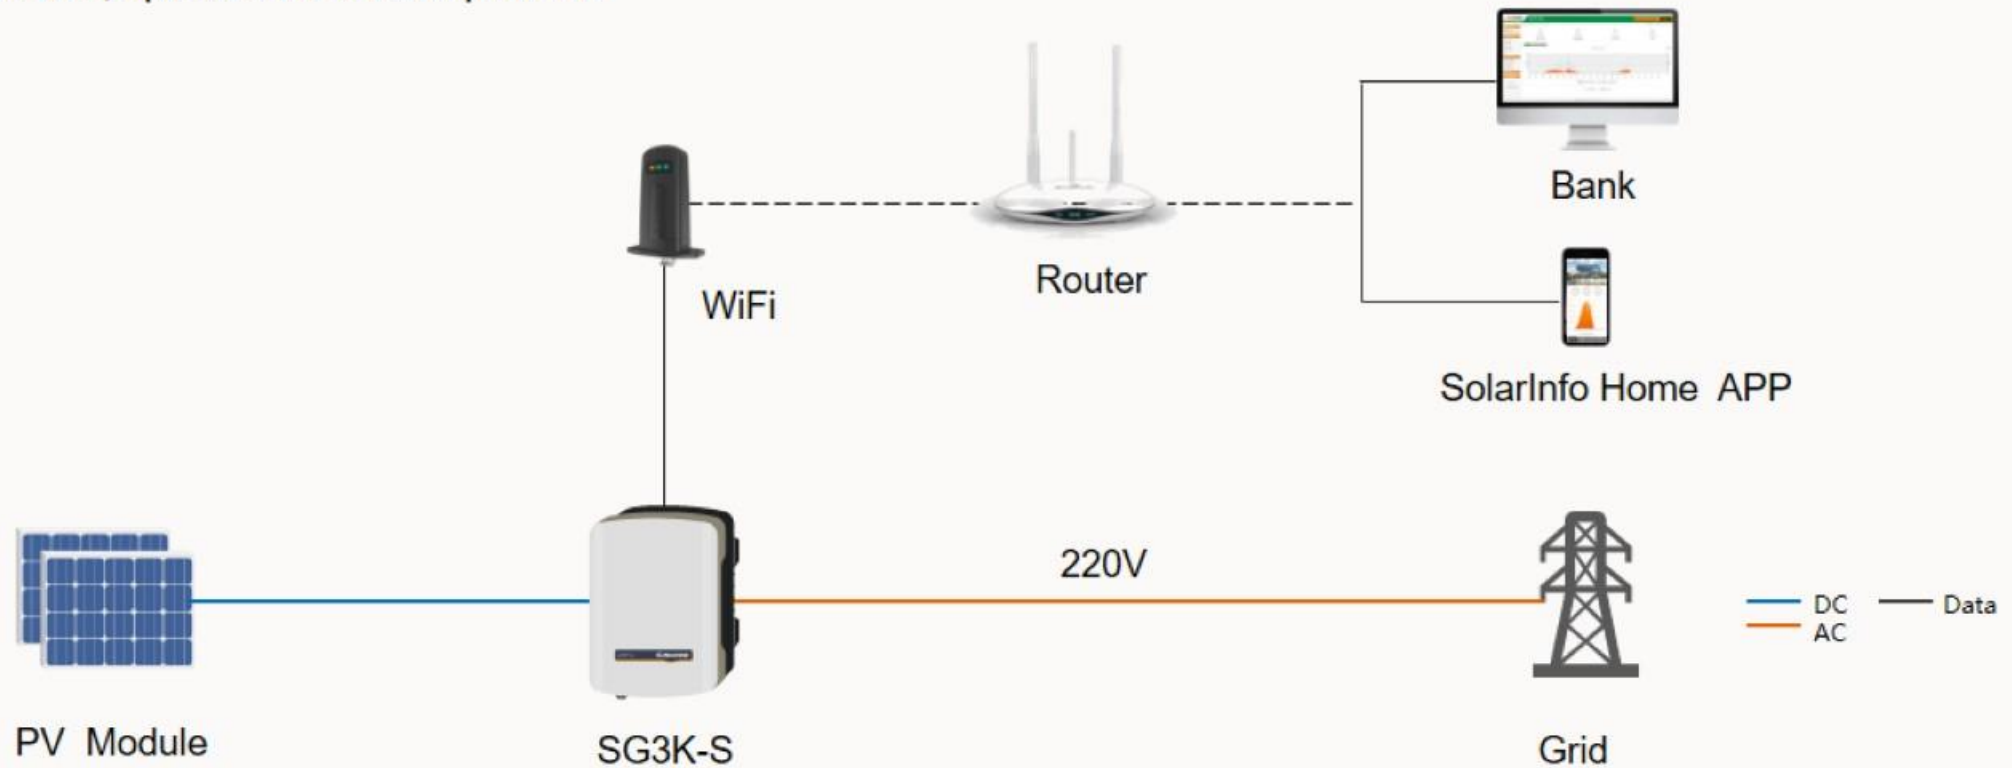 Bank
WiFi
Router
SolarInfo Home APP
220V
DC
Data
AC
PV Module
SG3K-S
Grid